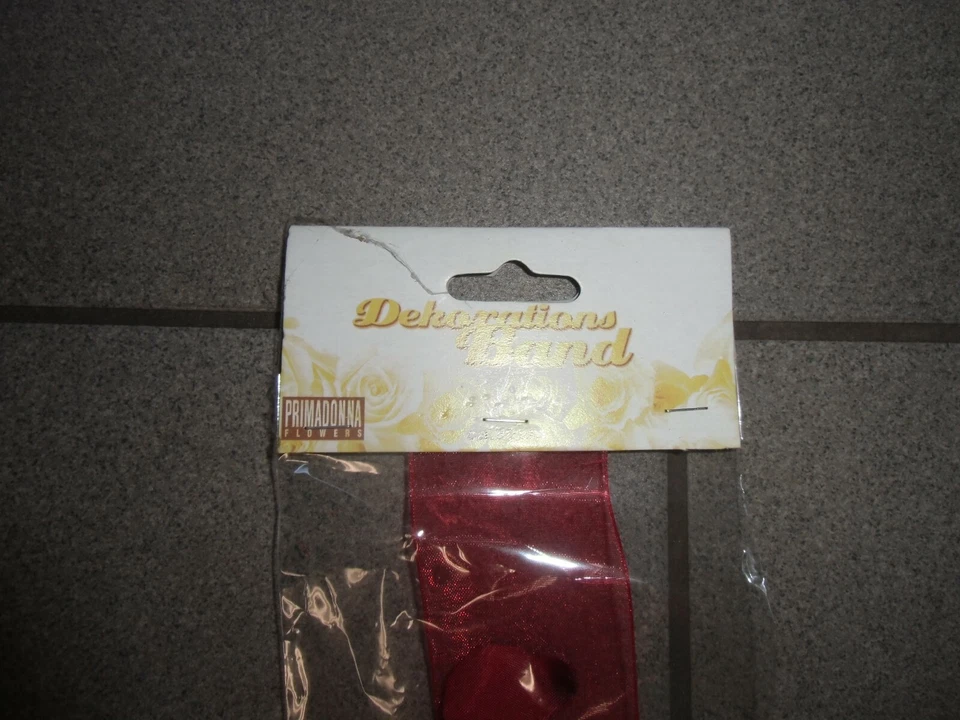 Dekorations
Band
PRIMADONNA
FLOWERS